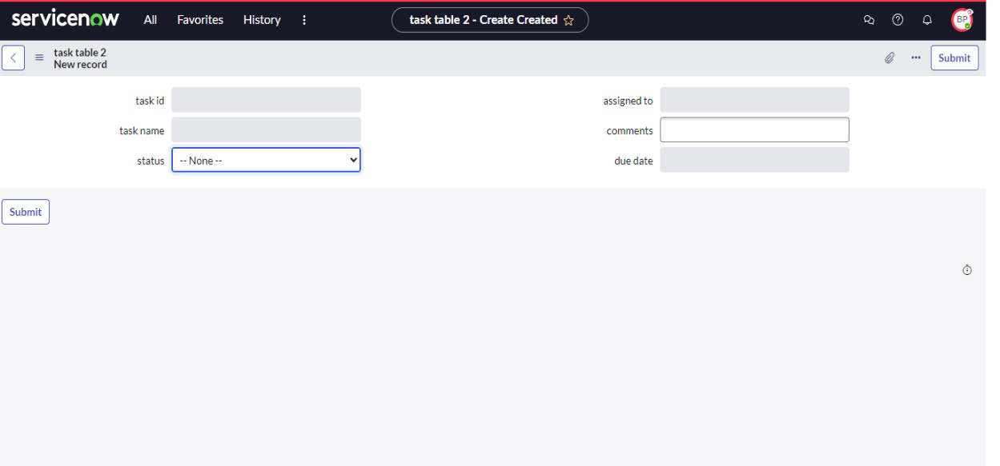 servicenow All Favorites History task table 2 - Create Created BP
task table 2
New record
Submit
task id
assigned to
task name
comments
status -- None --
due date
Submit